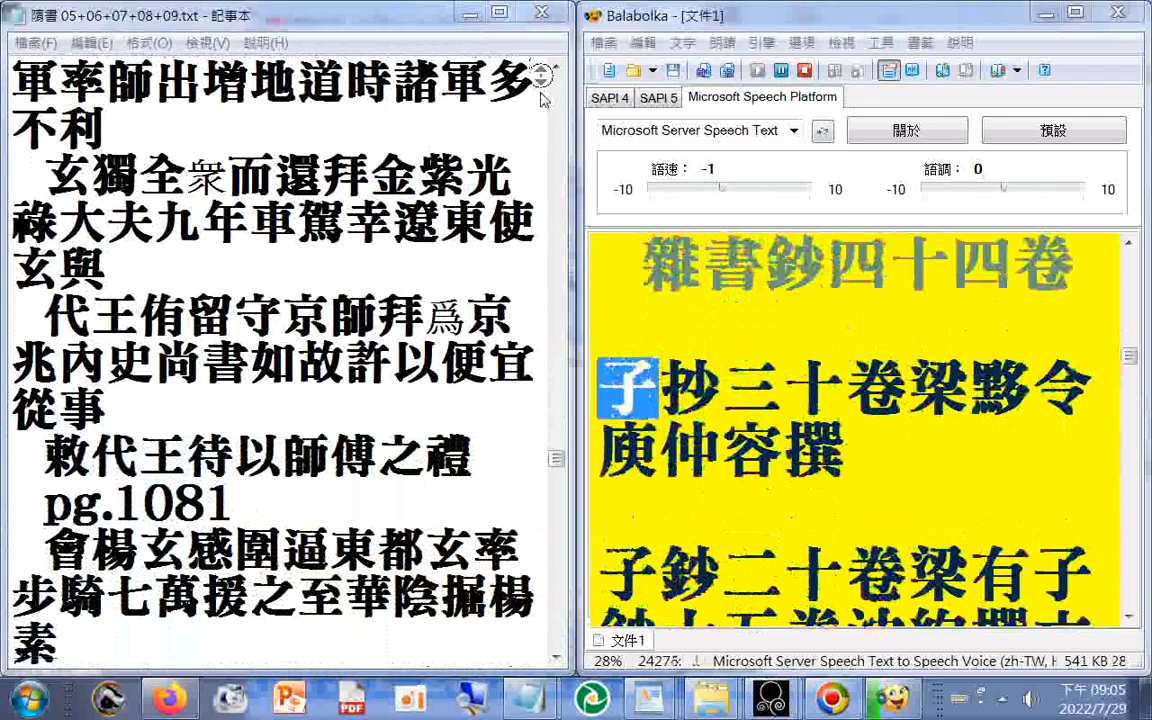 隋書 05+06+07+08+09.txt - 記事本
檔案(F) 編輯(E) 格式(O) 檢視(V) 說明(H)
軍率師出增地道時諸軍多
不利
玄獨全衆而還拜金紫光
祿大夫九年車駕幸遼東使
玄與
代王侑留守京師拜爲京
兆內史尚書如故許以便宜
從事
敕代王待以師傅之禮
pg.1081
會楊玄感圍逼東都玄率
步騎七萬援之至華陰掘楊
素
Balabolka - [文件1]
檔案 編輯 文字 朗讀 引擎 選項 檢視 工具 書籤 說明
SAPI 4 SAPI 5 Microsoft Speech Platform
Microsoft Server Speech Text 關於 預設
語速： -1 語調： 0
-10 10 -10 10
雜書鈔四十四卷
子抄三十卷梁黟令
庾仲容撰
子鈔二十卷梁有子
鈔十五卷沈約撰亡
文件1
28% Microsoft Server Speech Text to Speech Voice (zh-TW, H 541 KB 28
PDF
下午 09:05
2022/7/29